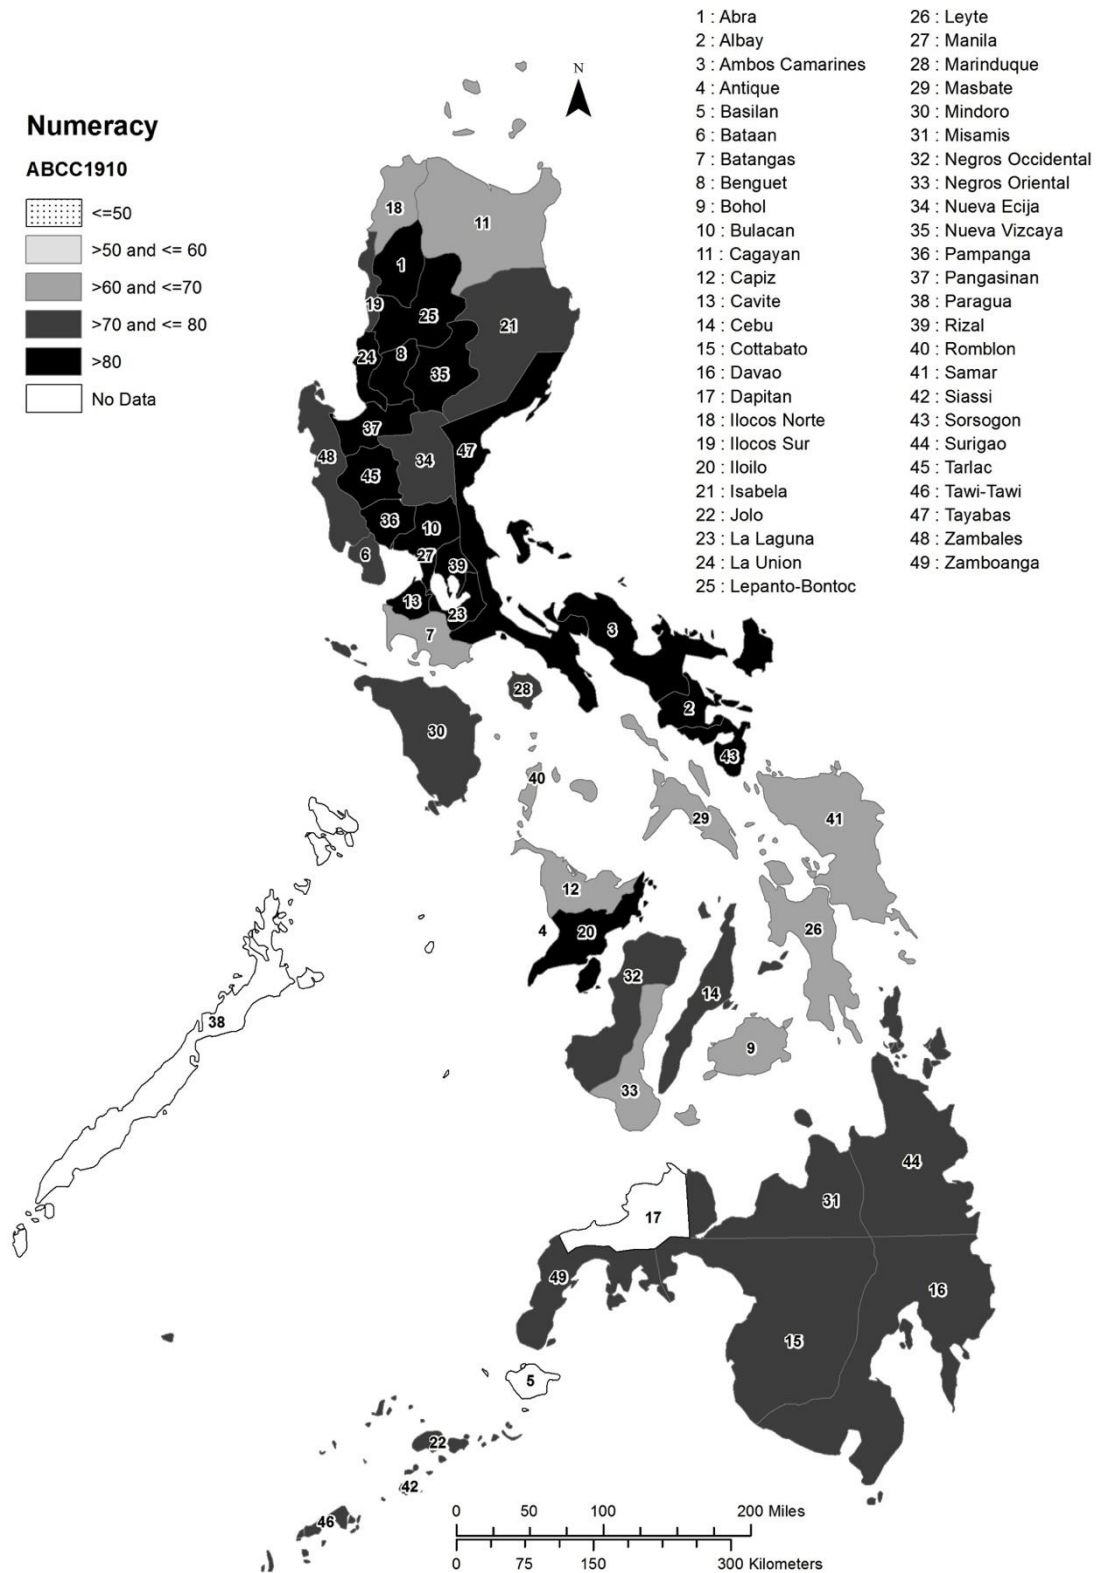 1 : Abra
2 : Albay
3 : Ambos Camarines
4 : Antique
5 : Basilan
6 : Bataan
7 : Batangas
8 : Benguet
9 : Bohol
10 : Bulacan
11 : Cagayan
12 : Capiz
13 : Cavite
14 : Cebu
15 : Cottabato
16 : Davao
17 : Dapitan
18 : Ilocos Norte
19 : Ilocos Sur
20 : Iloilo
21 : Isabela
22 : Jolo
23 : La Laguna
24 : La Union
25 : Lepanto-Bontoc
26 : Leyte
27 : Manila
28 : Marinduque
29 : Masbate
30 : Mindoro
31 : Misamis
32 : Negros Occidental
33 : Negros Oriental
34 : Nueva Ecija
35 : Nueva Vizcaya
36 : Pampanga
37 : Pangasinan
38 : Paragua
39 : Rizal
40 : Romblon
41 : Samar
42 : Siassi
43 : Sorsogon
44 : Surigao
45 : Tarlac
46 : Tawi-Tawi
47 : Tayabas
48 : Zambales
49 : Zamboanga
N
Numeracy
ABCC1910
<=50
>50 and <= 60
>60 and <=70
>70 and <= 80
>80
No Data
18
11
1
19
25
21
24
8
35
37
47
48
34
45
36
10
6
27
39
13
23
7
3
28
2
30
43
40
29
41
12
4
20
26
32
14
38
9
33
44
31
17
49
16
15
5
22
42
46
0 50 100 200 Miles
0 75 150 300 Kilometers